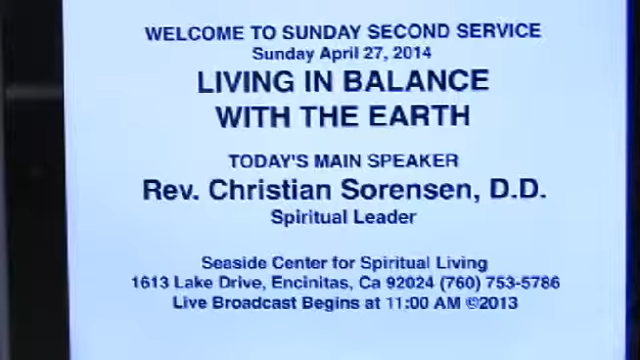 WELCOME TO SUNDAY SECOND SERVICE
Sunday April 27, 2014
LIVING IN BALANCE
WITH THE EARTH
TODAY'S MAIN SPEAKER
Rev. Christian Sorensen, D.D.
Spiritual Leader
Seaside Center for Spiritual Living
1613 Lake Drive, Encinitas, Ca 92024 (760) 753-5786
Live Broadcast Begins at 11:00 AM ©2013